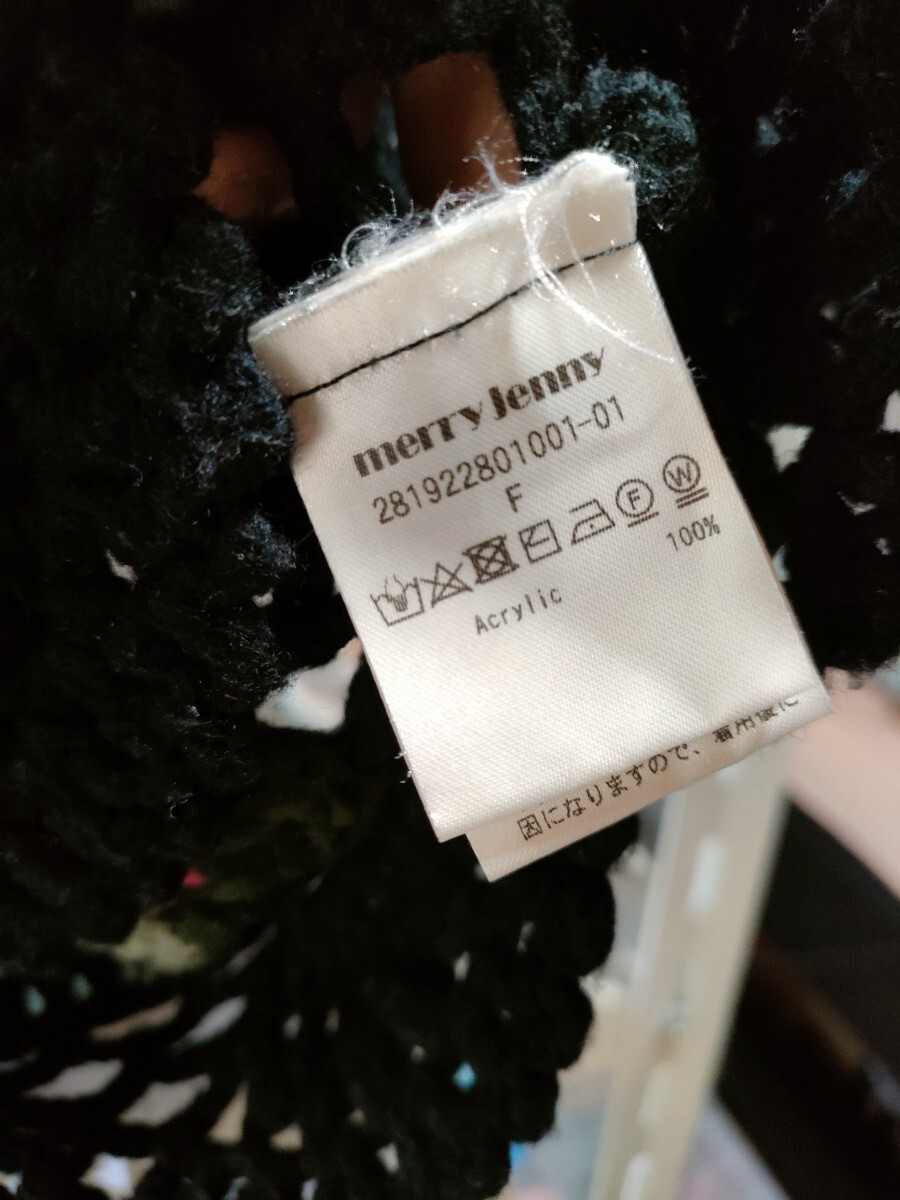 merry jenny
281922801001-01
F
F W
Acrylic 100%
因になりますので、着用後に